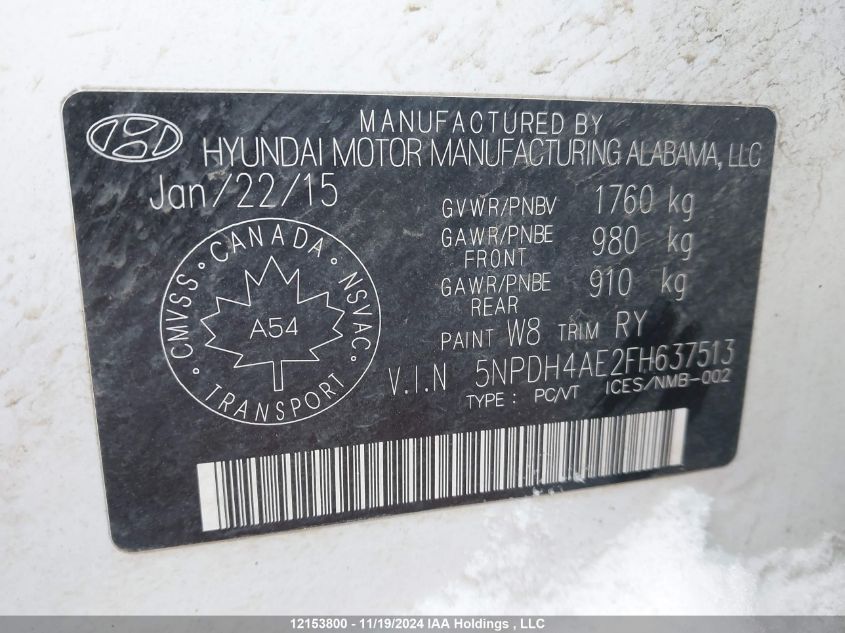 MANUFACTURED BY
HYUNDAI MOTOR MANUFACTURING ALABAMA, LLC
Jan/22/15
GVWR/PNBV 1760 kg
GAWR/PNBE 980 kg
FRONT
GAWR/PNBE 910 kg
REAR
PAINT W8 TRIM RY
V.I.N 5NPDH4AE2FH637513
TYPE : PC/VT ICES/NMB-002
CMVSS • CANADA • NSVAC • TRANSPORT •
A54
12153800 - 11/19/2024 IAA Holdings , LLC